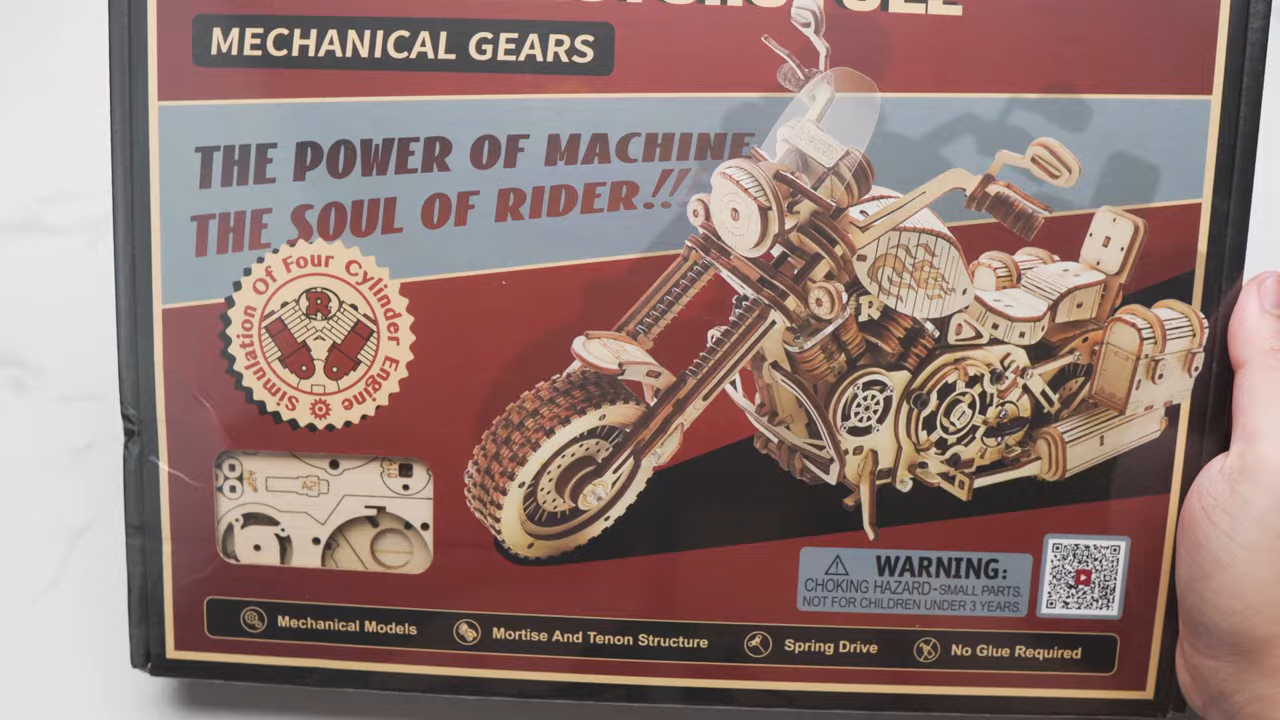 MECHANICAL GEARS
THE POWER OF MACHINE
THE SOUL OF RIDER!!
Simulation Of Four Cylinder Engine
R
R
A2
WARNING:
CHOKING HAZARD-SMALL PARTS.
NOT FOR CHILDREN UNDER 3 YEARS.
Mechanical Models
Mortise And Tenon Structure
Spring Drive
No Glue Required